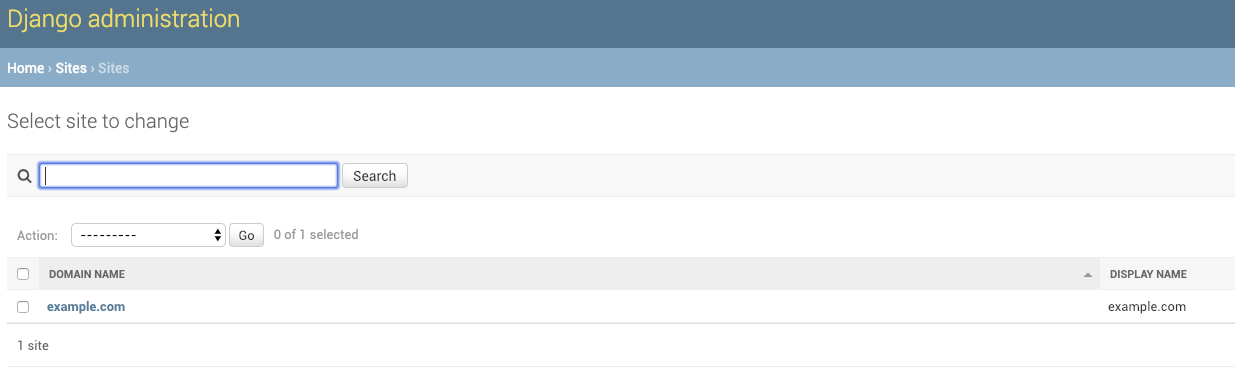 Django administration
Home › Sites › Sites
Select site to change
Search
Action: --------- Go 0 of 1 selected
DOMAIN NAME DISPLAY NAME
example.com example.com
1 site